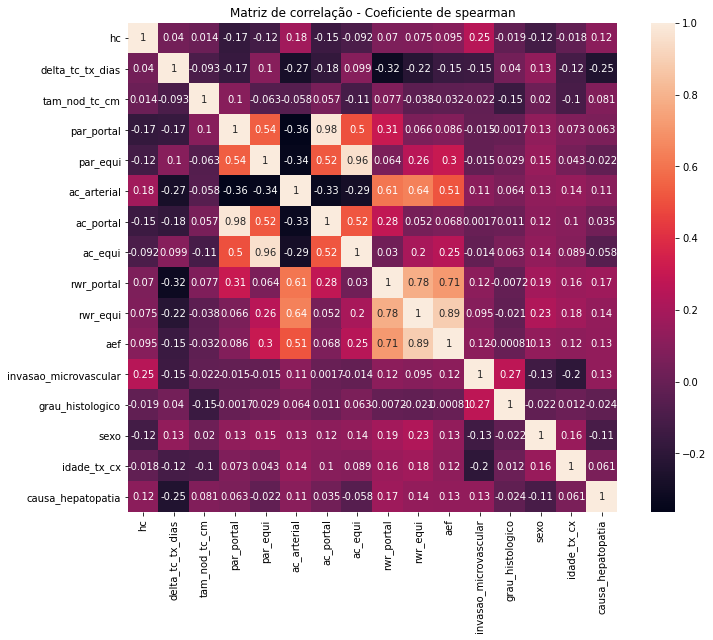 Matriz de correlação - Coeficiente de spearman
hc 1 0.04 0.014 -0.17 -0.12 0.18 -0.15 -0.092 0.07 0.075 0.095 0.25 -0.019 -0.12 -0.018 0.12
delta_tc_tx_dias 0.04 1 -0.093 -0.17 0.1 -0.27 -0.18 0.099 -0.32 -0.22 -0.15 -0.15 0.04 0.13 -0.12 -0.25
tam_nod_tc_cm 0.014 -0.093 1 0.1 -0.063 -0.058 0.057 -0.11 0.077 -0.038 -0.032 -0.022 -0.15 0.02 -0.1 0.081
par_portal -0.17 -0.17 0.1 1 0.54 -0.36 0.98 0.5 0.31 0.066 0.086 -0.015 -0.0017 0.13 0.073 0.063
par_equi -0.12 0.1 -0.063 0.54 1 -0.34 0.52 0.96 0.064 0.26 0.3 -0.015 0.029 0.15 0.043 -0.022
ac_arterial 0.18 -0.27 -0.058 -0.36 -0.34 1 -0.33 -0.29 0.61 0.64 0.51 0.11 0.064 0.13 0.14 0.11
ac_portal -0.15 -0.18 0.057 0.98 0.52 -0.33 1 0.52 0.28 0.052 0.068 0.0017 0.011 0.12 0.1 0.035
ac_equi -0.092 0.099 -0.11 0.5 0.96 -0.29 0.52 1 0.03 0.2 0.25 -0.014 0.063 0.14 0.089 -0.058
rwr_portal 0.07 -0.32 0.077 0.31 0.064 0.61 0.28 0.03 1 0.78 0.71 0.12 -0.0072 0.19 0.16 0.17
rwr_equi 0.075 -0.22 -0.038 0.066 0.26 0.64 0.052 0.2 0.78 1 0.89 0.095 -0.021 0.23 0.18 0.14
aef 0.095 -0.15 -0.032 0.086 0.3 0.51 0.068 0.25 0.71 0.89 1 0.12 -0.00081 0.13 0.12 0.13
invasao_microvascular 0.25 -0.15 -0.022 -0.015 -0.015 0.11 0.0017 -0.014 0.12 0.095 0.12 1 0.27 -0.13 -0.2 0.13
grau_histologico -0.019 0.04 -0.15 -0.0017 0.029 0.064 0.011 0.063 -0.0072 -0.021 -0.00081 0.27 1 -0.022 0.012 -0.024
sexo -0.12 0.13 0.02 0.13 0.15 0.13 0.12 0.14 0.19 0.23 0.13 -0.13 -0.022 1 0.16 -0.11
idade_tx_cx -0.018 -0.12 -0.1 0.073 0.043 0.14 0.1 0.089 0.16 0.18 0.12 -0.2 0.012 0.16 1 0.061
causa_hepatopatia 0.12 -0.25 0.081 0.063 -0.022 0.11 0.035 -0.058 0.17 0.14 0.13 0.13 -0.024 -0.11 0.061 1
hc
delta_tc_tx_dias
tam_nod_tc_cm
par_portal
par_equi
ac_arterial
ac_portal
ac_equi
rwr_portal
rwr_equi
aef
invasao_microvascular
grau_histologico
sexo
idade_tx_cx
causa_hepatopatia
1.0
0.8
0.6
0.4
0.2
0.0
-0.2